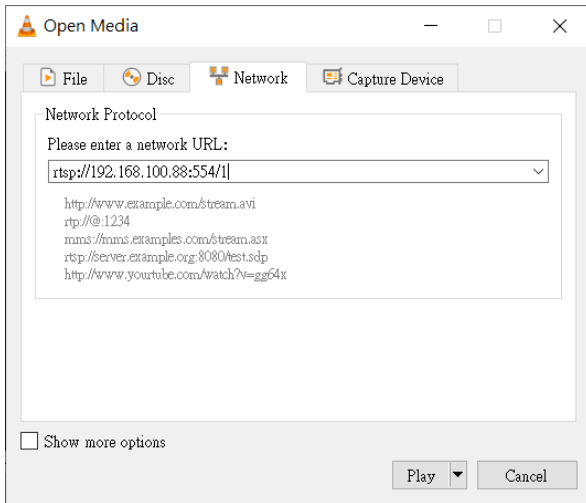 Open Media
File Disc Network Capture Device
Network Protocol
Please enter a network URL:
rtsp://192.168.100.88:554/1
http://www.example.com/stream.avi
rtp://@:1234
mms://mms.examples.com/stream.asx
rtsp://server.example.org:8080/test.sdp
http://www.yourtube.com/watch?v=gg64x
Show more options
Play Cancel